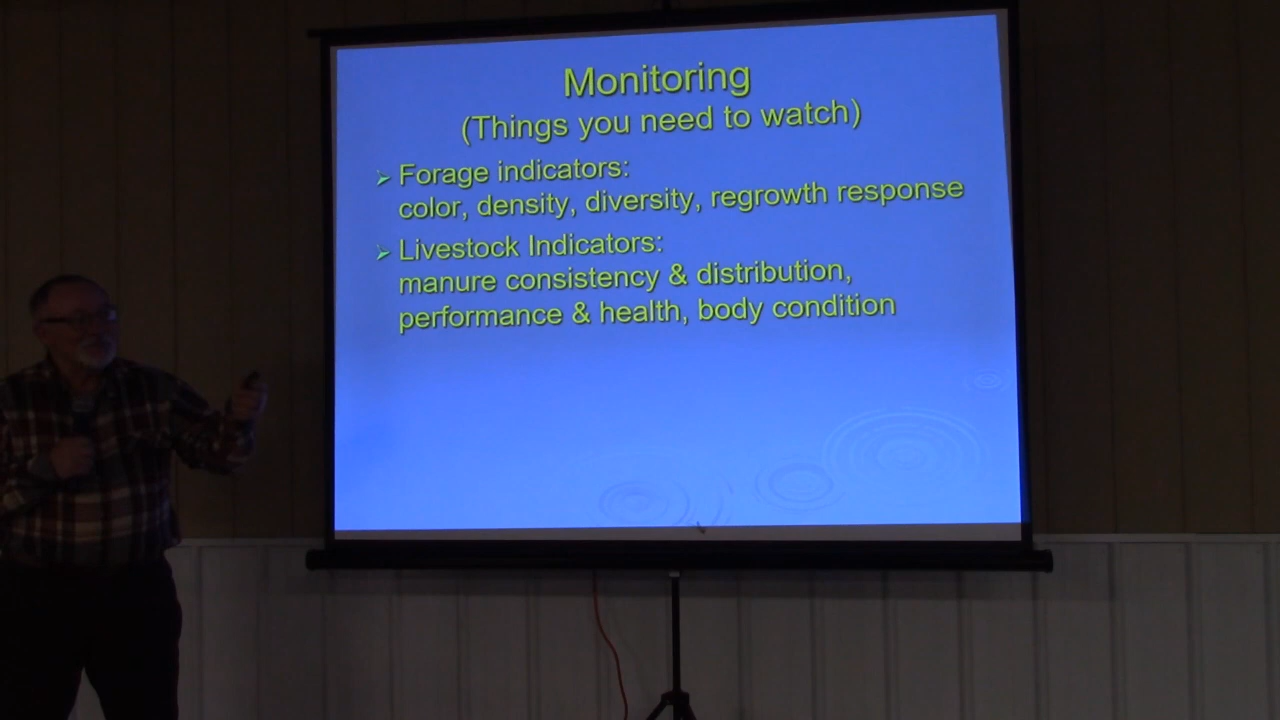 Monitoring
(Things you need to watch)
Forage indicators:
color, density, diversity, regrowth response
Livestock Indicators:
manure consistency & distribution,
performance & health, body condition